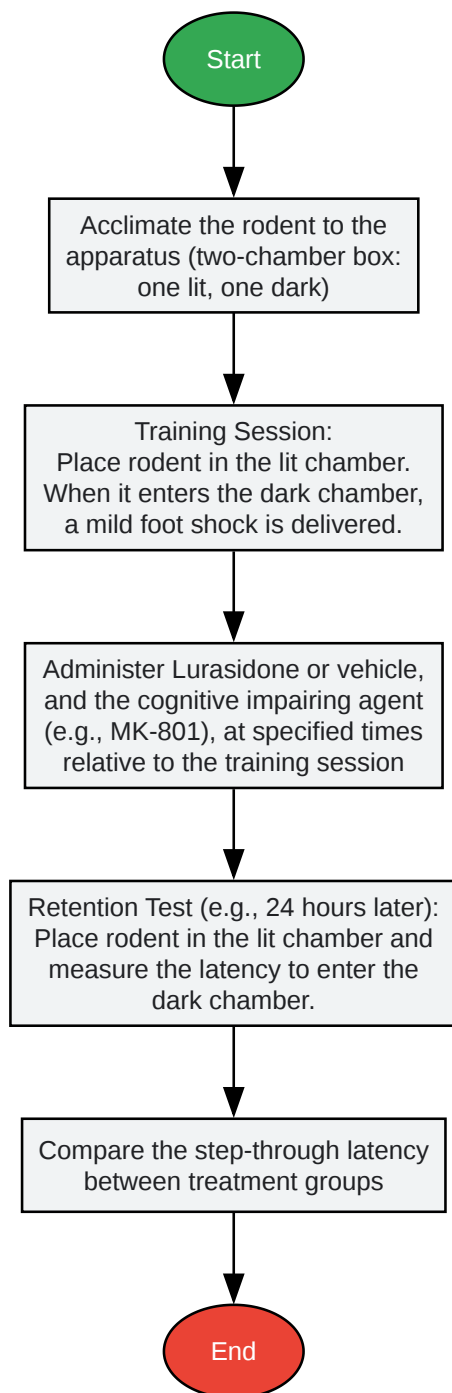 Start
Acclimate the rodent to the
apparatus (two-chamber box:
one lit, one dark)
Training Session:
Place rodent in the lit chamber.
When it enters the dark chamber,
a mild foot shock is delivered.
Administer Lurasidone or vehicle,
and the cognitive impairing agent
(e.g., MK-801), at specified times
relative to the training session
Retention Test (e.g., 24 hours later):
Place rodent in the lit chamber and
measure the latency to enter the
dark chamber.
Compare the step-through latency
between treatment groups
End